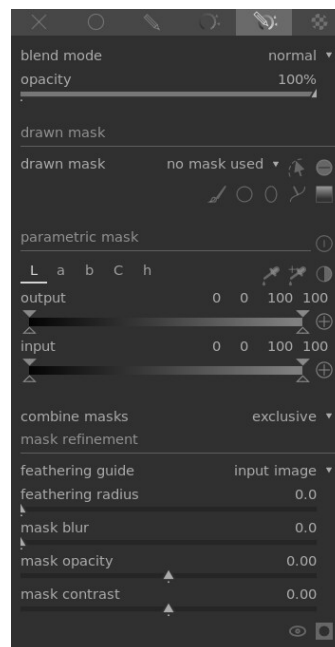 blend mode normal
opacity 100%
drawn mask
drawn mask no mask used
parametric mask
L a b C h
output 0 0 100 100
input 0 0 100 100
combine masks exclusive
mask refinement
feathering guide input image
feathering radius 0.0
mask blur 0.0
mask opacity 0.00
mask contrast 0.00